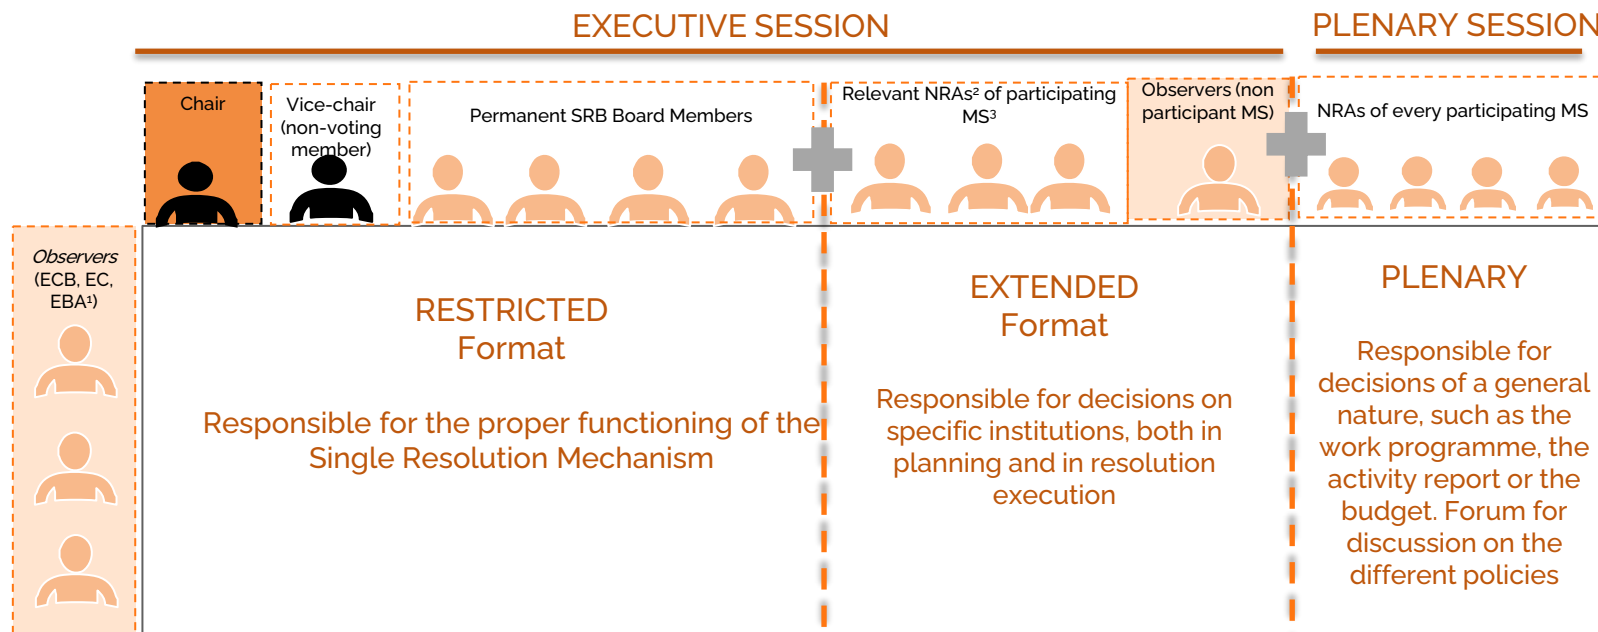 EXECUTIVE SESSION
PLENARY SESSION
Chair
Vice-chair
(non-voting
member)
Permanent SRB Board Members
Relevant NRAs² of participating
MS³
Observers (non
participant MS)
NRAs of every participating MS
Observers
(ECB, EC,
EBA¹)
RESTRICTED
Format
Responsible for the proper functioning of the
Single Resolution Mechanism
EXTENDED
Format
Responsible for decisions on
specific institutions, both in
planning and in resolution
execution
PLENARY
Responsible for
decisions of a general
nature, such as the
work programme, the
activity report or the
budget. Forum for
discussion on the
different policies